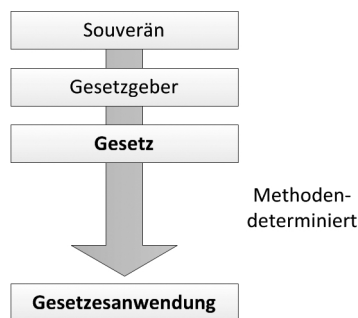 Souverän
Gesetzgeber
Gesetz
Methoden-
determiniert
Gesetzesanwendung